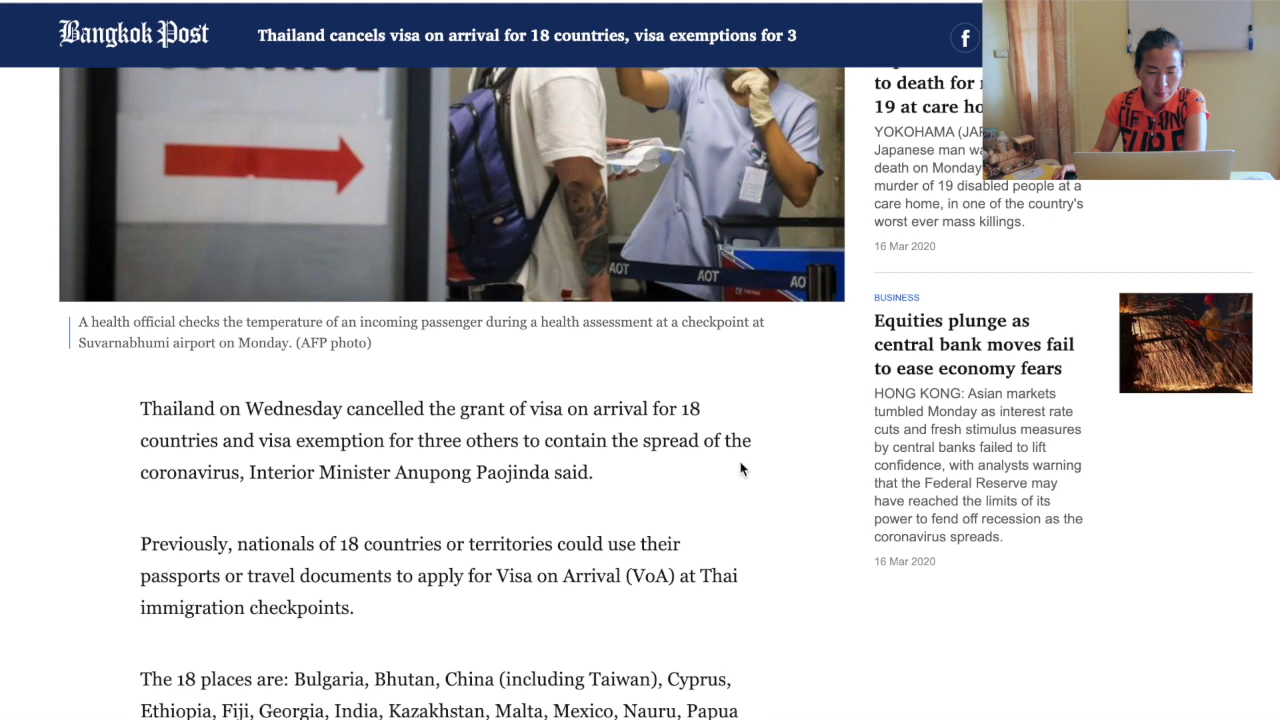 Bangkok Post
Thailand cancels visa on arrival for 18 countries, visa exemptions for 3
f
AOT
AOT
AO
A health official checks the temperature of an incoming passenger during a health assessment at a checkpoint at
Suvarnabhumi airport on Monday. (AFP photo)
Thailand on Wednesday cancelled the grant of visa on arrival for 18
countries and visa exemption for three others to contain the spread of the
coronavirus, Interior Minister Anupong Paojinda said.
Previously, nationals of 18 countries or territories could use their
passports or travel documents to apply for Visa on Arrival (VoA) at Thai
immigration checkpoints.
The 18 places are: Bulgaria, Bhutan, China (including Taiwan), Cyprus,
Ethiopia, Fiji, Georgia, India, Kazakhstan, Malta, Mexico, Nauru, Papua
to death for
19 at care ho
YOKOHAMA (JAP
Japanese man wa
death on Monday
murder of 19 disabled people at a
care home, in one of the country's
worst ever mass killings.
16 Mar 2020
BUSINESS
Equities plunge as
central bank moves fail
to ease economy fears
HONG KONG: Asian markets
tumbled Monday as interest rate
cuts and fresh stimulus measures
by central banks failed to lift
confidence, with analysts warning
that the Federal Reserve may
have reached the limits of its
power to fend off recession as the
coronavirus spreads.
16 Mar 2020